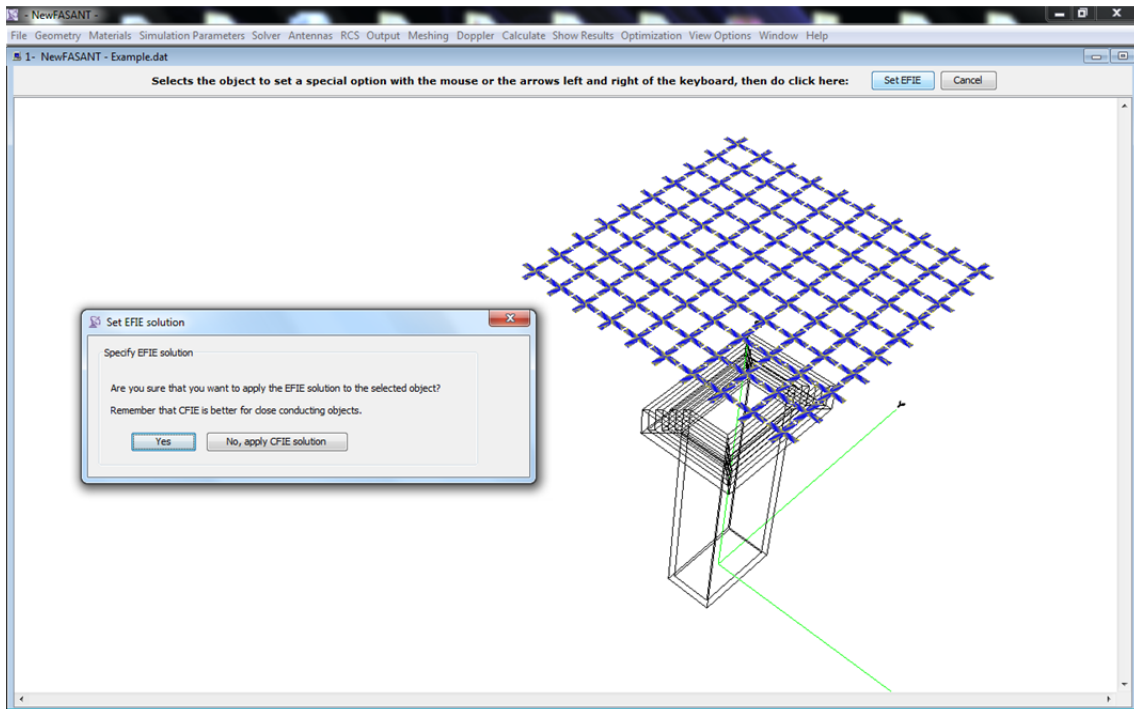 - NewFASANT -
File Geometry Materials Simulation Parameters Solver Antennas RCS Output Meshing Doppler Calculate Show Results Optimization View Options Window Help
1- NewFASANT - Example.dat
Selects the object to set a special option with the mouse or the arrows left and right of the keyboard, then do click here: Set EFIE Cancel
Set EFIE solution
Specify EFIE solution
Are you sure that you want to apply the EFIE solution to the selected object?
Remember that CFIE is better for close conducting objects.
Yes No, apply CFIE solution
Y